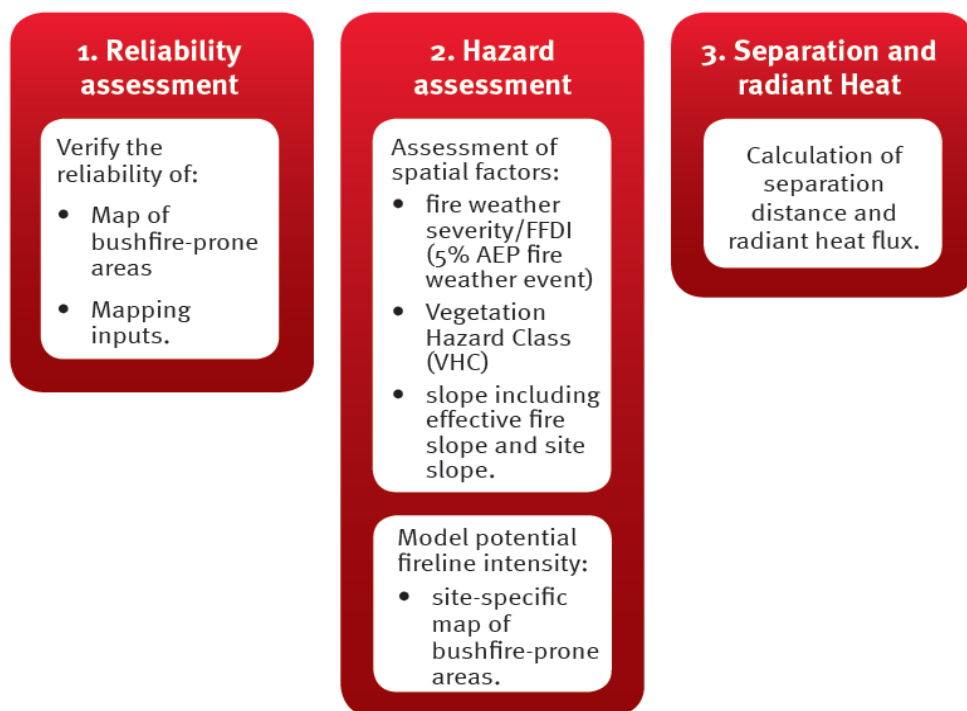 1. Reliability
assessment
Verify the
reliability of:
• Map of
bushfire-prone
areas
• Mapping
inputs.
2. Hazard
assessment
Assessment of
spatial factors:
• fire weather
severity/FFDI
(5% AEP fire
weather event)
• Vegetation
Hazard Class
(VHC)
• slope including
effective fire
slope and site
slope.
Model potential
fireline intensity:
• site-specific
map of
bushfire-prone
areas.
3. Separation and
radiant Heat
Calculation of
separation
distance and
radiant heat flux.